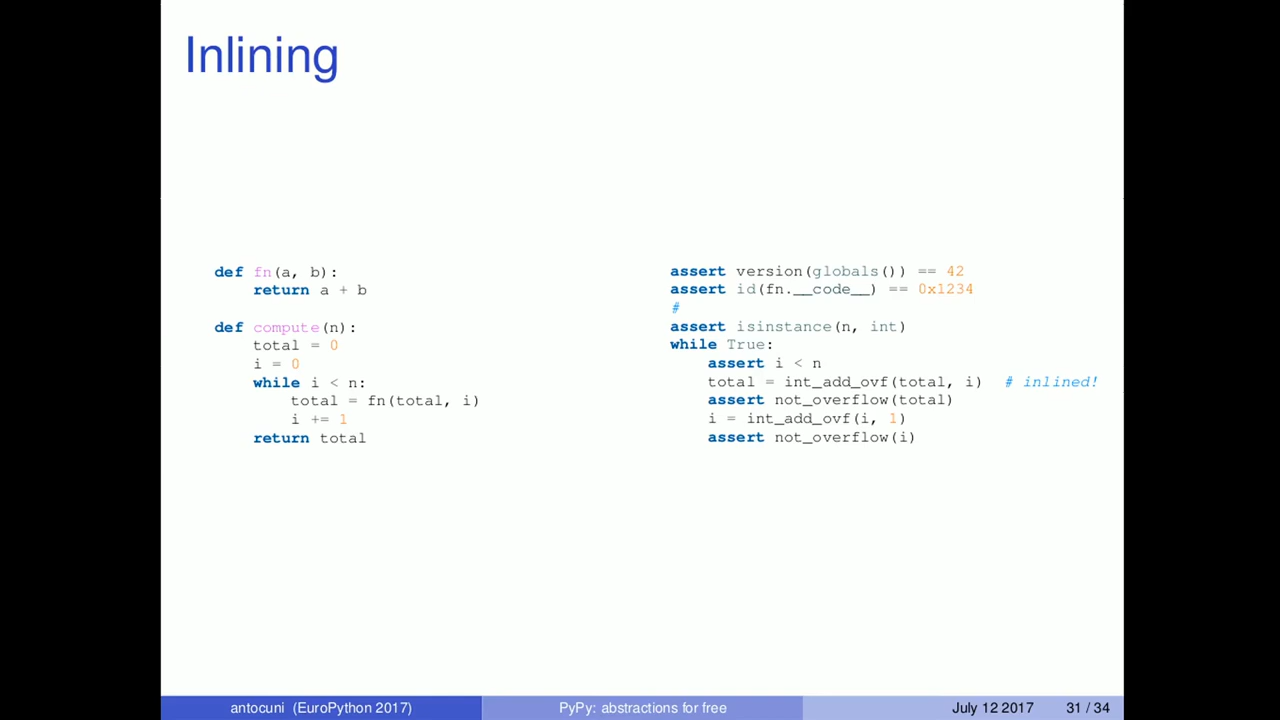 Inlining
def fn(a, b):
    return a + b
def compute(n):
    total = 0
    i = 0
    while i < n:
        total = fn(total, i)
        i += 1
    return total
assert version(globals()) == 42
assert id(fn.__code__) == 0x1234
#
assert isinstance(n, int)
while True:
    assert i < n
    total = int_add_ovf(total, i)  # inlined!
    assert not_overflow(total)
    i = int_add_ovf(i, 1)
    assert not_overflow(i)
antocuni (EuroPython 2017) PyPy: abstractions for free July 12 2017 31 / 34